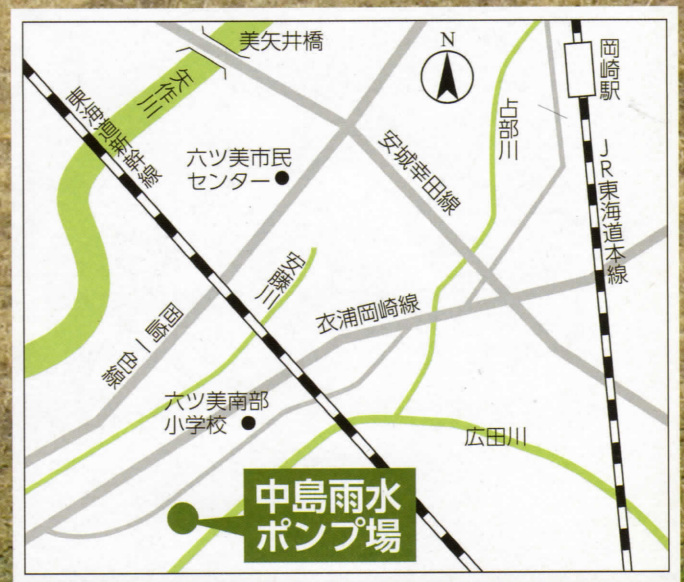 美矢井橋
N
岡崎駅
矢作川
東海道新幹線
六ツ美市民
センター
安城幸田線
占部川
JR東海道本線
安藤川
衣浦岡崎線
岡崎一色線
六ツ美南部
小学校
広田川
中島雨水
ポンプ場